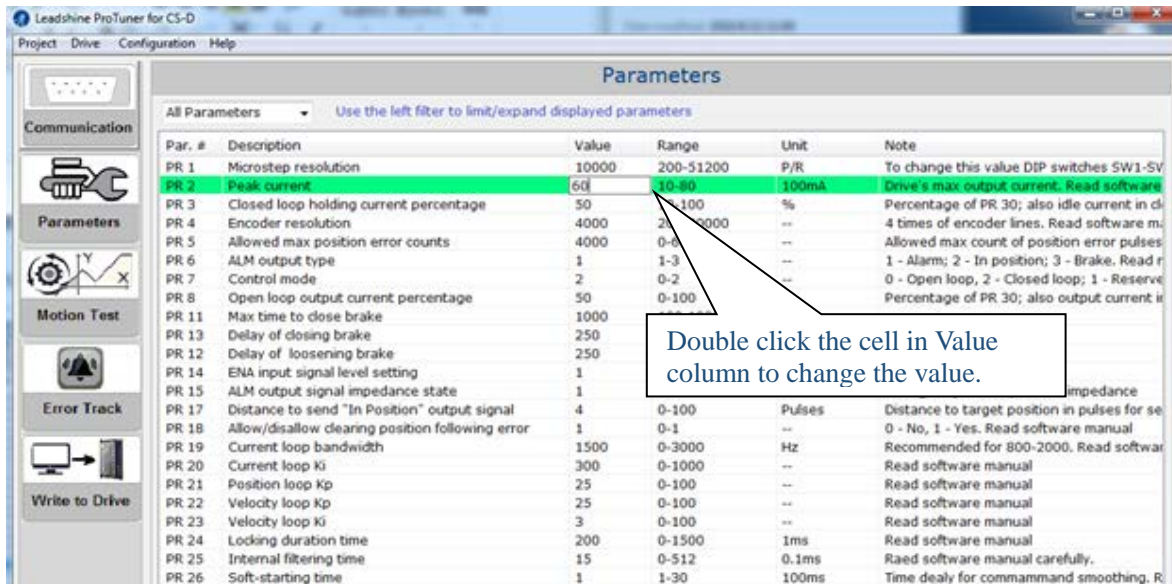 Leadshine ProTuner for CS-D
Project Drive Configuration Help
Parameters
Communication
All Parameters Use the left filter to limit/expand displayed parameters
Par. # Description Value Range Unit Note
PR 1 Microstep resolution 10000 200-51200 P/R To change this value DIP switches SW1-SW
PR 2 Peak current 60 10-80 100mA Drive's max output current. Read software
PR 3 Closed loop holding current percentage 50 -100 % Percentage of PR 30; also idle current in cl
Parameters
PR 4 Encoder resolution 4000 0000 -- 4 times of encoder lines. Read software ma
PR 5 Allowed max position error counts 4000 0-6 -- Allowed max count of position error pulses
PR 6 ALM output type 1 1-3 -- 1 - Alarm; 2 - In position; 3 - Brake. Read
PR 7 Control mode 2 0-2 -- 0 - Open loop, 2 - Closed loop; 1 - Reserve
PR 8 Open loop output current percentage 50 0-100 Percentage of PR 30; also output current
Motion Test
PR 11 Max time to close brake 1000
PR 13 Delay of closing brake 250
PR 12 Delay of loosening brake 250
PR 14 ENA input signal level setting 1
PR 15 ALM output signal impedance state 1 impedance
Double click the cell in Value
column to change the value.
Error Track
PR 17 Distance to send "In Position" output signal 4 0-100 Pulses Distance to target position in pulses for se
PR 18 Allow/disallow clearing position following error 1 0-1 -- 0 - No, 1 - Yes. Read software manual
PR 19 Current loop bandwidth 1500 0-3000 Hz Recommended for 800-2000. Read softwar
PR 20 Current loop Ki 300 0-1000 -- Read software manual
PR 21 Position loop Kp 25 0-100 -- Read software manual
Write to Drive
PR 22 Velocity loop Kp 25 0-100 -- Read software manual
PR 23 Velocity loop Ki 3 0-100 -- Read software manual
PR 24 Locking duration time 200 0-1500 1ms Read software manual
PR 25 Internal filtering time 15 0-512 0.1ms Raed software manual carefully.
PR 26 Soft-starting time 1 1-30 100ms Time dealy for commammand smoothing.